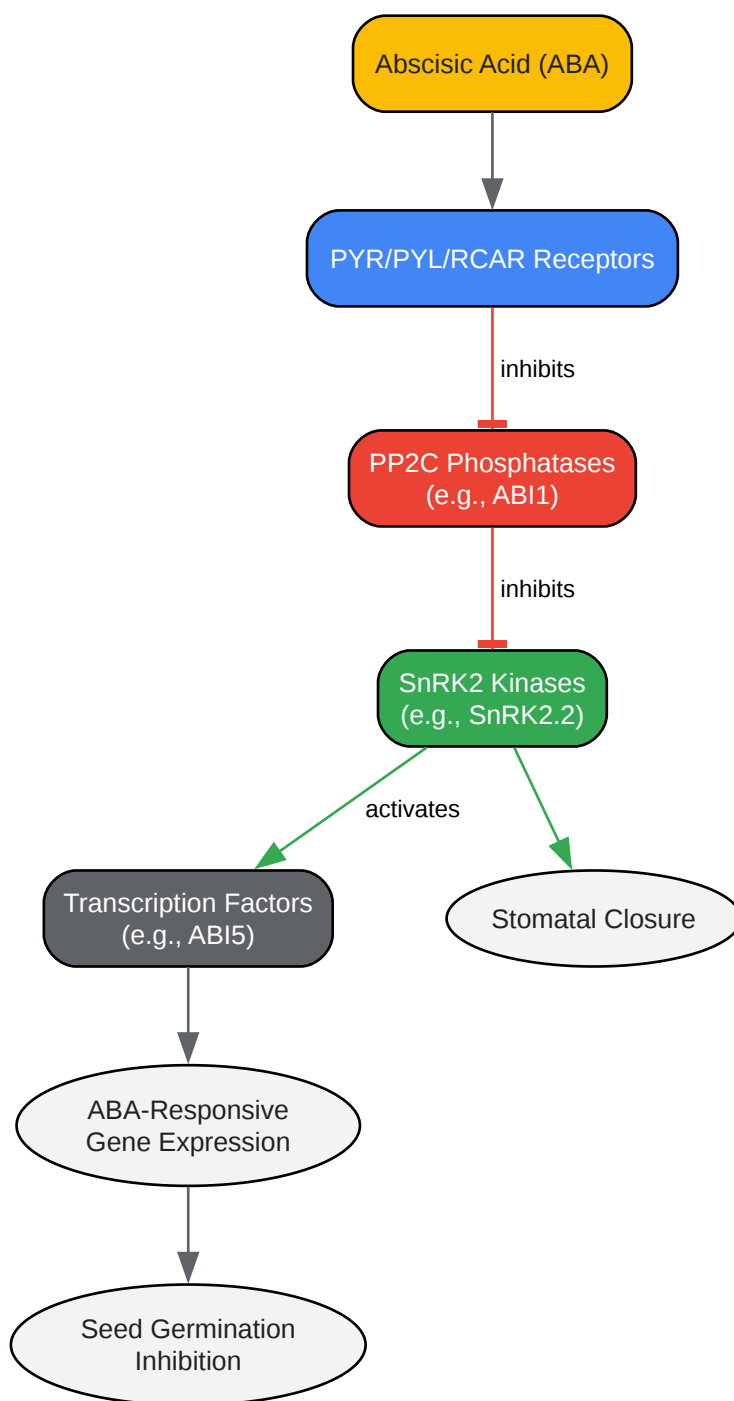 Abscisic Acid (ABA)
PYR/PYL/RCAR Receptors
inhibits
PP2C Phosphatases
(e.g., ABI1)
inhibits
SnRK2 Kinases
(e.g., SnRK2.2)
activates
Transcription Factors
(e.g., ABI5)
Stomatal Closure
ABA-Responsive
Gene Expression
Seed Germination
Inhibition